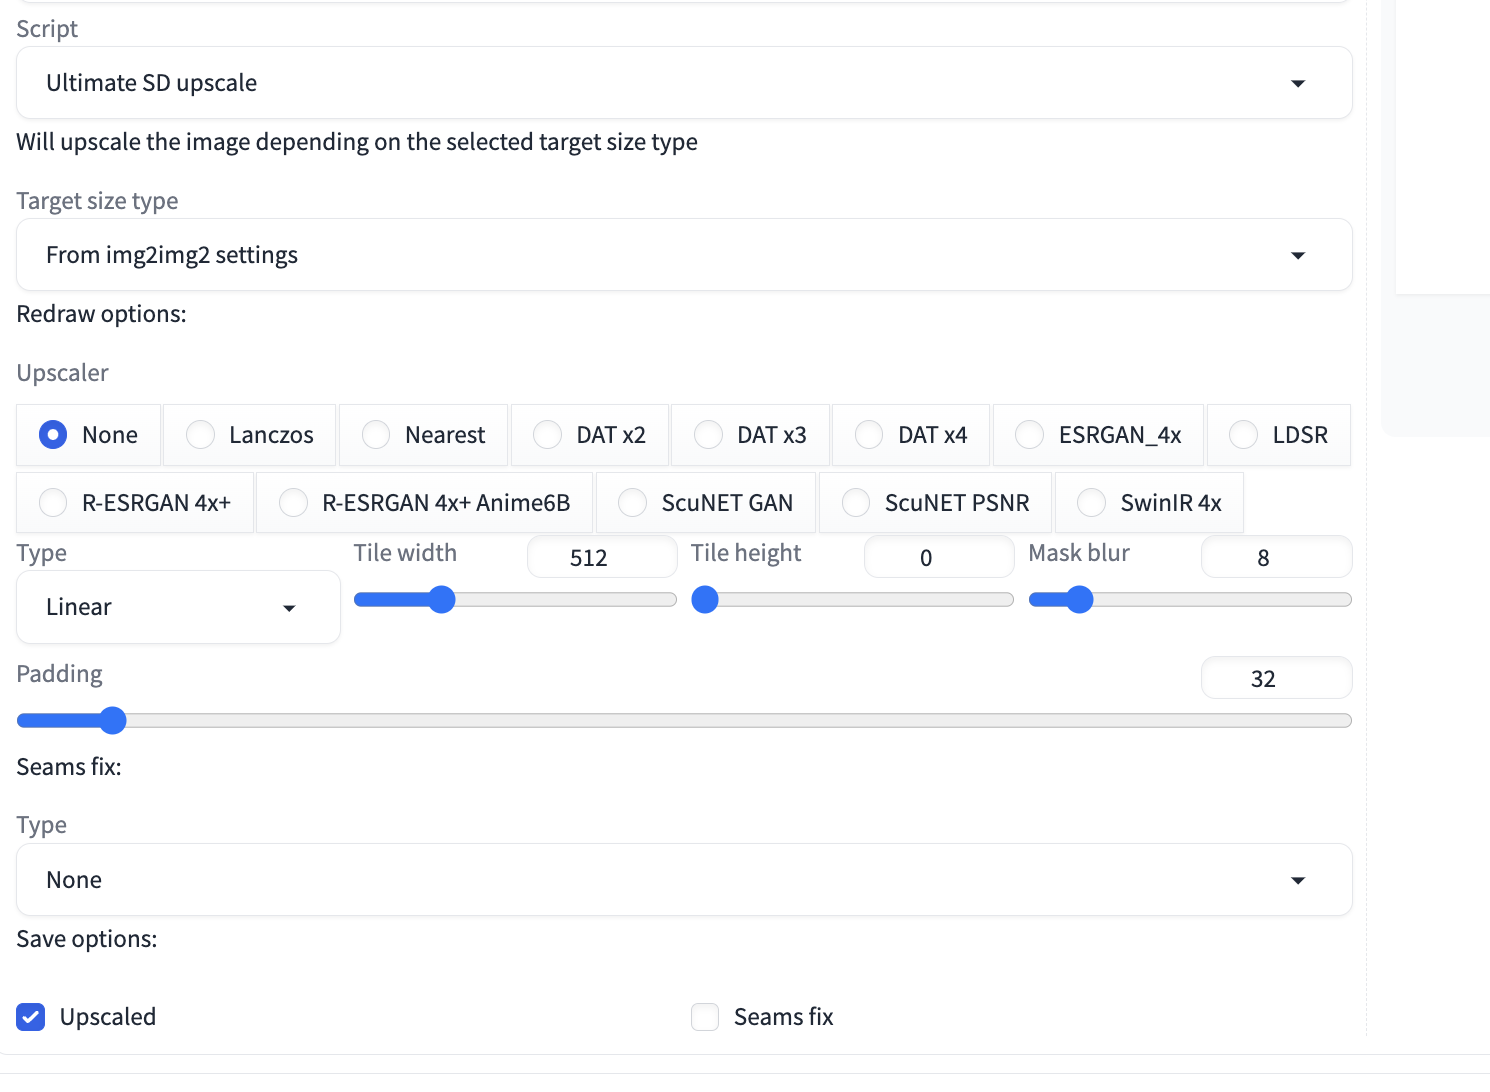 Script
Ultimate SD upscale
Will upscale the image depending on the selected target size type
Target size type
From img2img2 settings
Redraw options:
Upscaler
None Lanczos Nearest DAT x2 DAT x3 DAT x4 ESRGAN_4x LDSR
R-ESRGAN 4x+ R-ESRGAN 4x+ Anime6B ScuNET GAN ScuNET PSNR SwinIR 4x
Type Tile width 512 Tile height 0 Mask blur 8
Linear
Padding 32
Seams fix:
Type
None
Save options:
Upscaled Seams fix